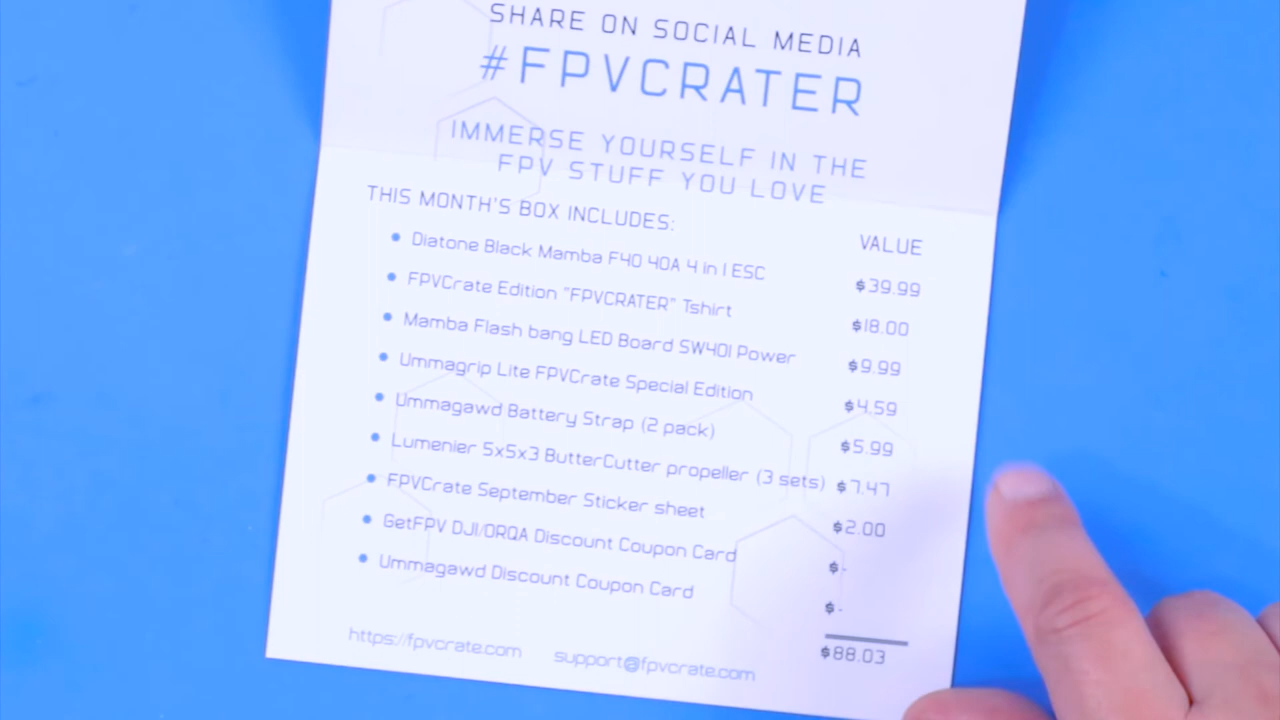 SHARE ON SOCIAL MEDIA
#FPVCRATER
IMMERSE YOURSELF IN THE
FPV STUFF YOU LOVE
THIS MONTH'S BOX INCLUDES: VALUE
• Diatone Black Mamba F40 40A 4 in 1 ESC $39.99
• FPVCrate Edition "FPVCRATER" Tshirt $18.00
• Mamba Flash bang LED Board SW401 Power $9.99
• Ummagrip Lite FPVCrate Special Edition $4.59
• Ummagawd Battery Strap (2 pack) $5.99
• Lumenier 5x5x3 ButterCutter propeller (3 sets) $7.47
• FPVCrate September Sticker sheet $2.00
• GetFPV DJI/ORQA Discount Coupon Card $-
• Ummagawd Discount Coupon Card $-
$88.03
https://fpvcrate.com support@fpvcrate.com